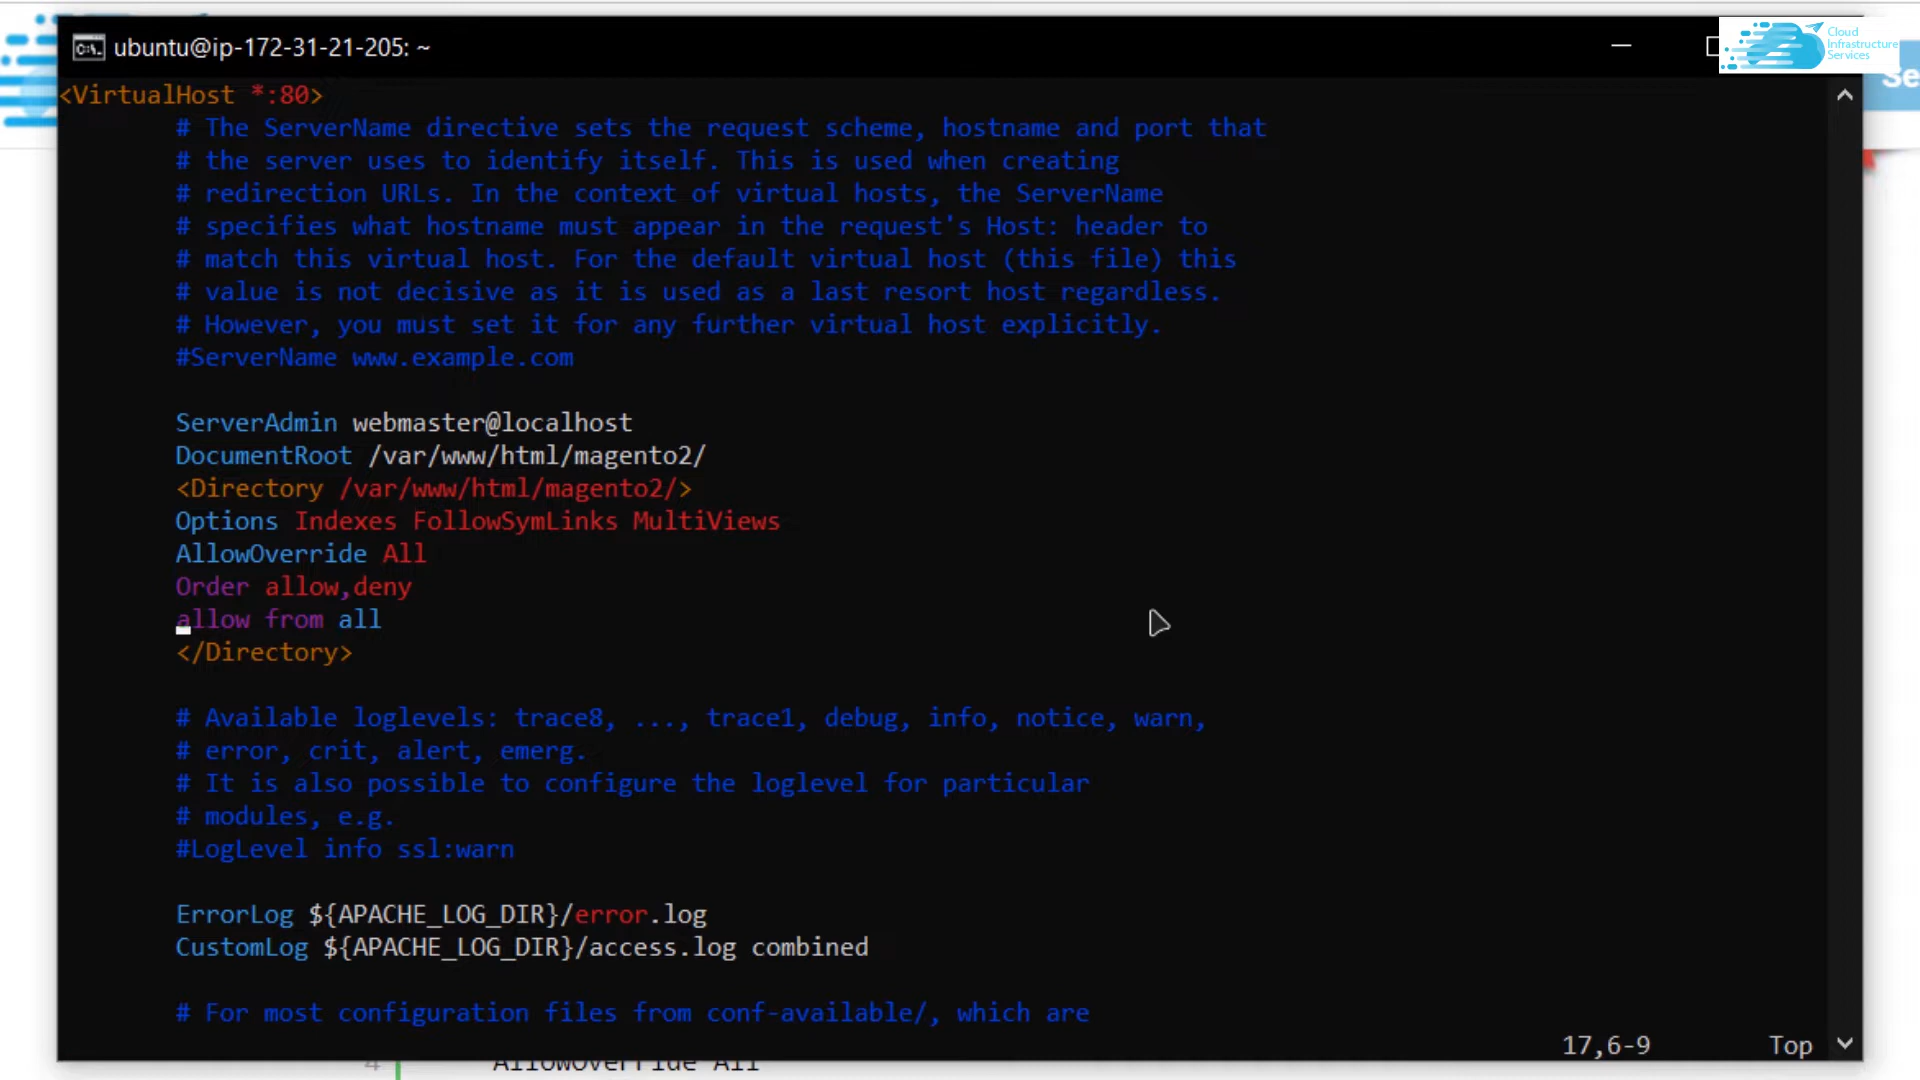 ubuntu@ip-172-31-21-205: ~
Cloud
Infrastructure
Services
Se
<VirtualHost *:80>
# The ServerName directive sets the request scheme, hostname and port that
# the server uses to identify itself. This is used when creating
# redirection URLs. In the context of virtual hosts, the ServerName
# specifies what hostname must appear in the request's Host: header to
# match this virtual host. For the default virtual host (this file) this
# value is not decisive as it is used as a last resort host regardless.
# However, you must set it for any further virtual host explicitly.
#ServerName www.example.com
ServerAdmin webmaster@localhost
DocumentRoot /var/www/html/magento2/
<Directory /var/www/html/magento2/>
Options Indexes FollowSymLinks MultiViews
AllowOverride All
Order allow,deny
allow from all
</Directory>
# Available loglevels: trace8, ..., trace1, debug, info, notice, warn,
# error, crit, alert, emerg.
# It is also possible to configure the loglevel for particular
# modules, e.g.
#LogLevel info ssl:warn
ErrorLog ${APACHE_LOG_DIR}/error.log
CustomLog ${APACHE_LOG_DIR}/access.log combined
# For most configuration files from conf-available/, which are
17,6-9 Top
4 AllowOverride All